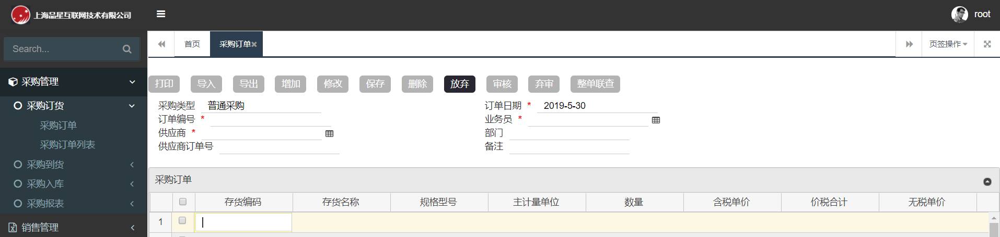 上海品星互联网技术有限公司
root
Search...
首页
采购订单
页签操作
采购管理
采购订货
采购订单
采购订单列表
采购到货
采购入库
采购报表
销售管理
打印 导入 导出 增加 修改 保存 删除 放弃 审核 弃审 整单联查
采购类型 普通采购 订单日期 * 2019-5-30
订单编号 * 业务员 *
供应商 * 部门
供应商订单号 备注
采购订单
存货编码 存货名称 规格型号 主计量单位 数量 含税单价 价税合计 无税单价
1